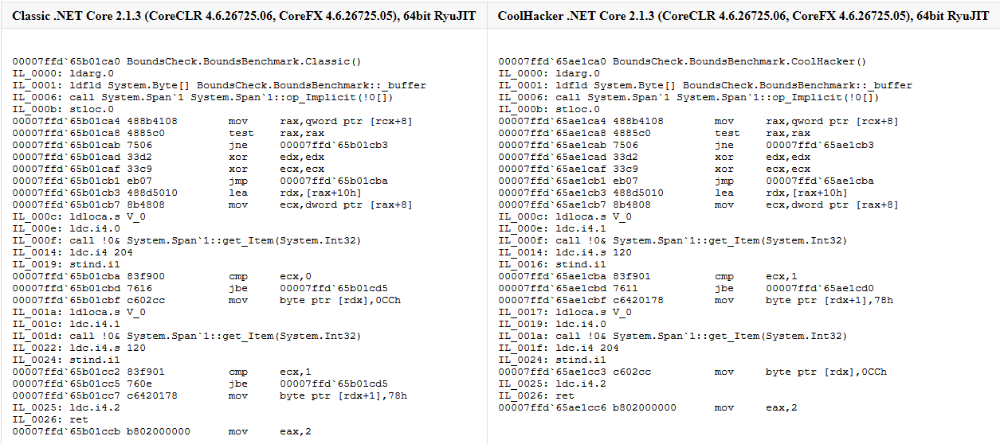 Classic .NET Core 2.1.3 (CoreCLR 4.6.26725.06, CoreFX 4.6.26725.05), 64bit RyuJIT
00007ffd`65b01ca0 BoundsCheck.BoundsBenchmark.Classic()
IL_0000: ldarg.0
IL_0001: ldfld System.Byte[] BoundsCheck.BoundsBenchmark::_buffer
IL_0006: call System.Span`1 System.Span`1::op_Implicit(!0[])
IL_000b: stloc.0
00007ffd`65b01ca4 488b4108 mov rax,qword ptr [rcx+8]
00007ffd`65b01ca8 4885c0 test rax,rax
00007ffd`65b01cab 7506 jne 00007ffd`65b01cb3
00007ffd`65b01cad 33d2 xor edx,edx
00007ffd`65b01caf 33c9 xor ecx,ecx
00007ffd`65b01cb1 eb07 jmp 00007ffd`65b01cba
00007ffd`65b01cb3 488d5010 lea rdx,[rax+10h]
00007ffd`65b01cb7 8b4808 mov ecx,dword ptr [rax+8]
IL_000c: ldloca.s V_0
IL_000e: ldc.i4.0
IL_000f: call !0& System.Span`1::get_Item(System.Int32)
IL_0014: ldc.i4 204
IL_0019: stind.i1
00007ffd`65b01cba 83f900 cmp ecx,0
00007ffd`65b01cbd 7616 jbe 00007ffd`65b01cd5
00007ffd`65b01cbf c602cc mov byte ptr [rdx],0CCh
IL_001a: ldloca.s V_0
IL_001c: ldc.i4.1
IL_001d: call !0& System.Span`1::get_Item(System.Int32)
IL_0022: ldc.i4.s 120
IL_0024: stind.i1
00007ffd`65b01cc2 83f901 cmp ecx,1
00007ffd`65b01cc5 760e jbe 00007ffd`65b01cd5
00007ffd`65b01cc7 c6420178 mov byte ptr [rdx+1],78h
IL_0025: ldc.i4.2
IL_0026: ret
00007ffd`65b01ccb b802000000 mov eax,2
CoolHacker .NET Core 2.1.3 (CoreCLR 4.6.26725.06, CoreFX 4.6.26725.05), 64bit RyuJIT
00007ffd`65ae1ca0 BoundsCheck.BoundsBenchmark.CoolHacker()
IL_0000: ldarg.0
IL_0001: ldfld System.Byte[] BoundsCheck.BoundsBenchmark::_buffer
IL_0006: call System.Span`1 System.Span`1::op_Implicit(!0[])
IL_000b: stloc.0
00007ffd`65ae1ca4 488b4108 mov rax,qword ptr [rcx+8]
00007ffd`65ae1ca8 4885c0 test rax,rax
00007ffd`65ae1cab 7506 jne 00007ffd`65ae1cb3
00007ffd`65ae1cad 33d2 xor edx,edx
00007ffd`65ae1caf 33c9 xor ecx,ecx
00007ffd`65ae1cb1 eb07 jmp 00007ffd`65ae1cba
00007ffd`65ae1cb3 488d5010 lea rdx,[rax+10h]
00007ffd`65ae1cb7 8b4808 mov ecx,dword ptr [rax+8]
IL_000c: ldloca.s V_0
IL_000e: ldc.i4.1
IL_000f: call !0& System.Span`1::get_Item(System.Int32)
IL_0014: ldc.i4.s 120
IL_0016: stind.i1
00007ffd`65ae1cba 83f901 cmp ecx,1
00007ffd`65ae1cbd 7611 jbe 00007ffd`65ae1cd0
00007ffd`65ae1cbf c6420178 mov byte ptr [rdx+1],78h
IL_0017: ldloca.s V_0
IL_0019: ldc.i4.0
IL_001a: call !0& System.Span`1::get_Item(System.Int32)
IL_001f: ldc.i4 204
IL_0024: stind.i1
00007ffd`65ae1cc3 c602cc mov byte ptr [rdx],0CCh
IL_0025: ldc.i4.2
IL_0026: ret
00007ffd`65ae1cc6 b802000000 mov eax,2